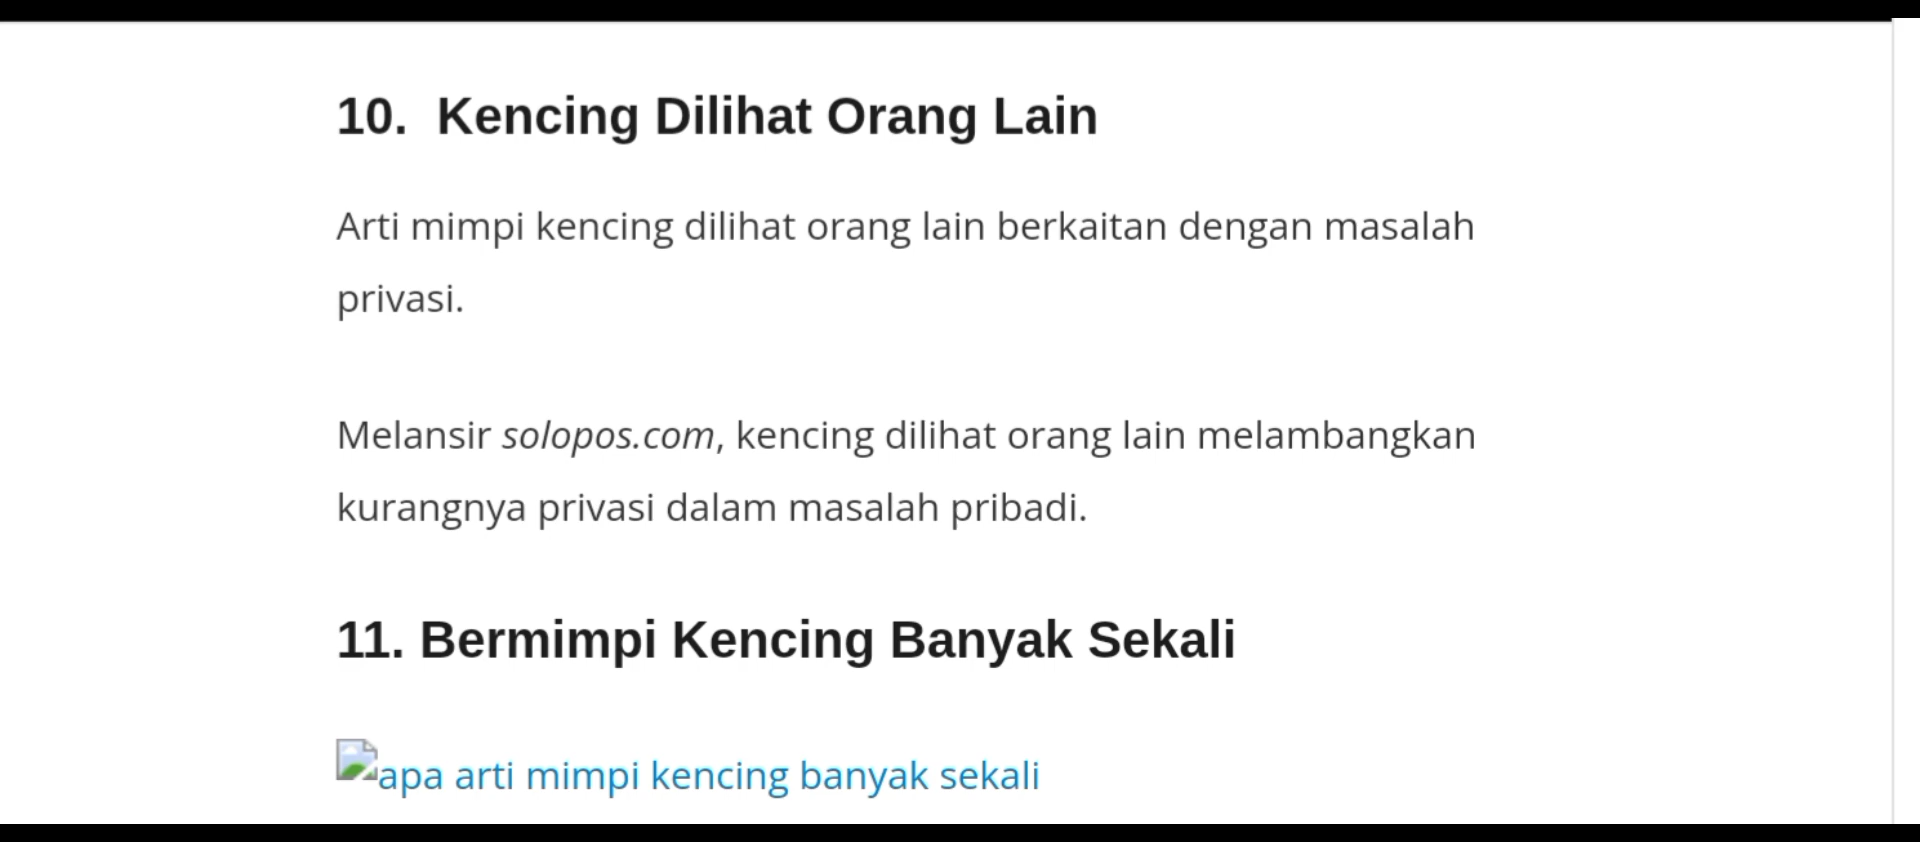 10.  Kencing Dilihat Orang Lain
Arti mimpi kencing dilihat orang lain berkaitan dengan masalah
privasi.
Melansir solopos.com, kencing dilihat orang lain melambangkan
kurangnya privasi dalam masalah pribadi.
11. Bermimpi Kencing Banyak Sekali
apa arti mimpi kencing banyak sekali